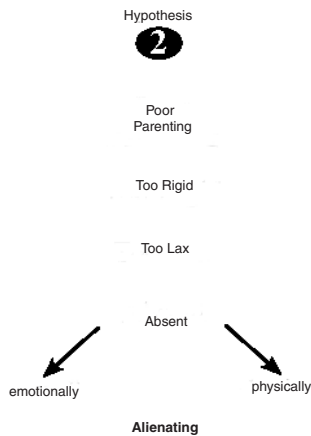 Hypothesis
2
Poor
Parenting
Too Rigid
Too Lax
Absent
emotionally
physically
Alienating